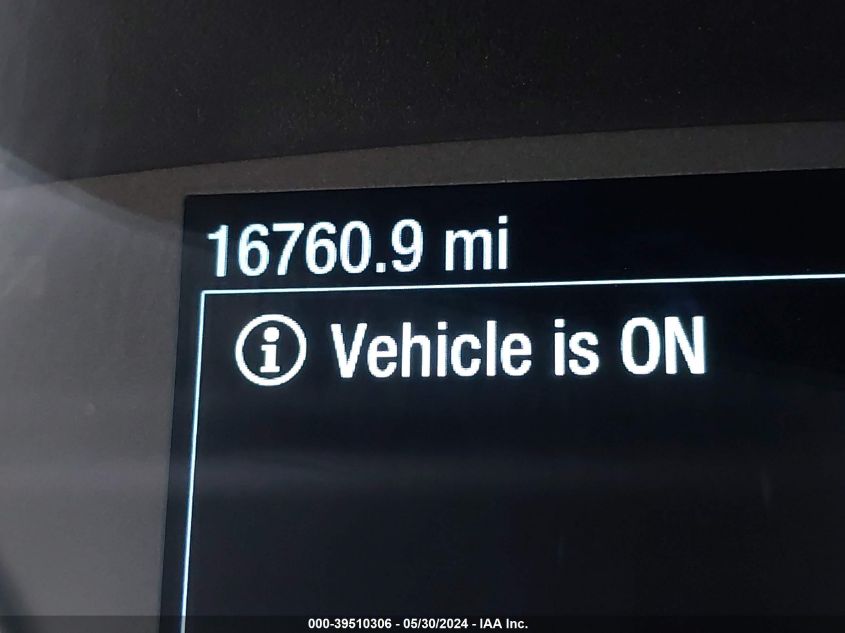 16760.9 mi
i Vehicle is ON
000-39510306 - 05/30/2024 - IAA Inc.